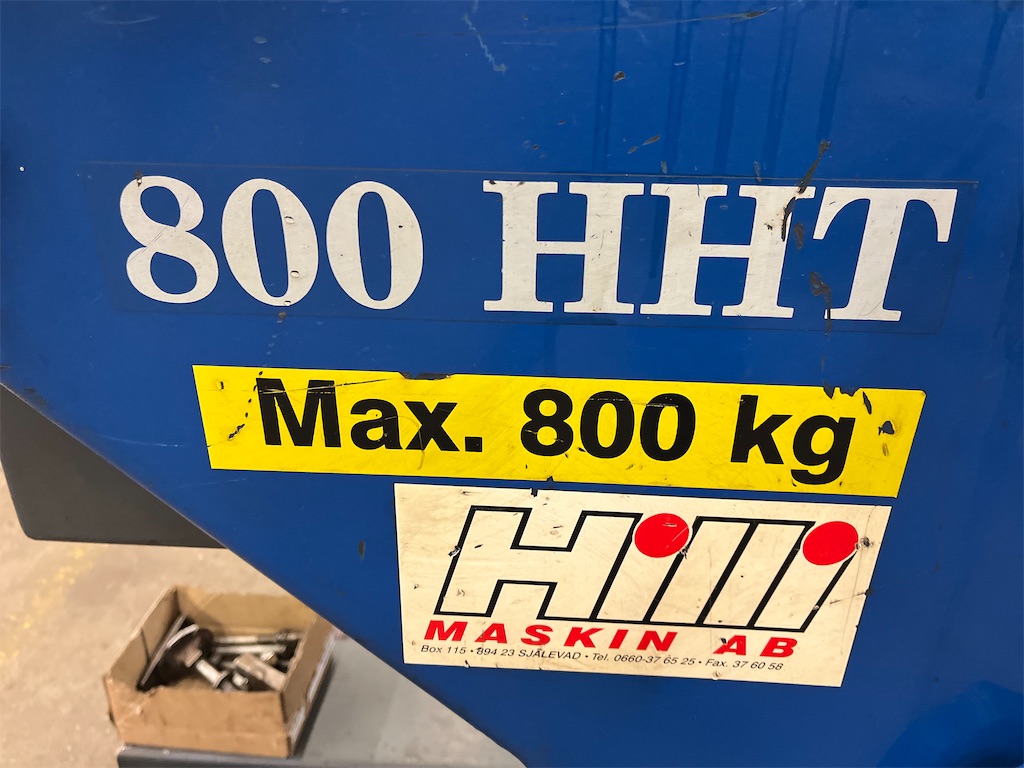 800 HHT
Max. 800 kg
Hilli
MASKIN AB
Box 115 • 894 23 SJÄLEVAD • Tel. 0660-37 65 25 • Fax. 37 60 58